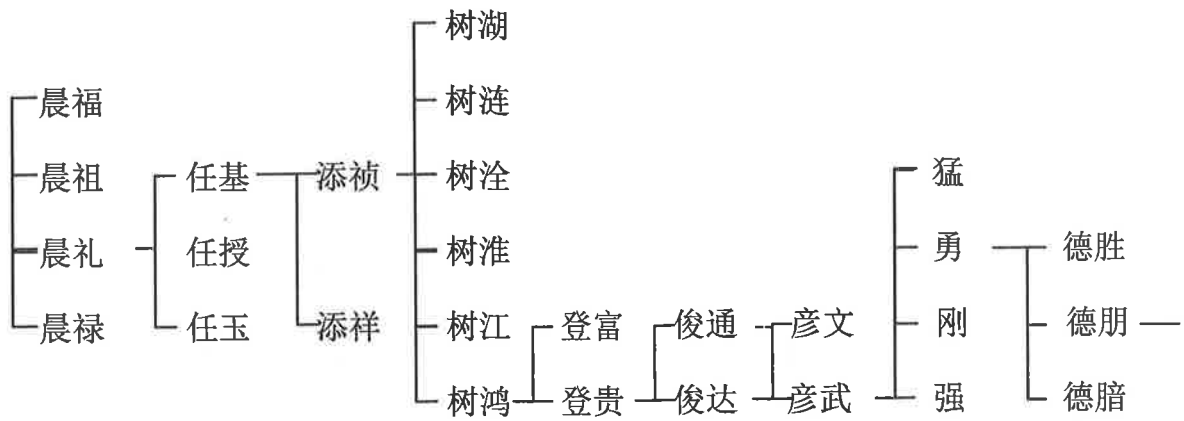 树湖
晨福 树涟
晨祖 任基 添祯 树洤 猛
晨礼 任授 树淮 勇 德胜
晨禄 任玉 添祥 树江 登富 俊通 彦文 刚 德朋
树鸿 登贵 俊达 彦武 强 德腤